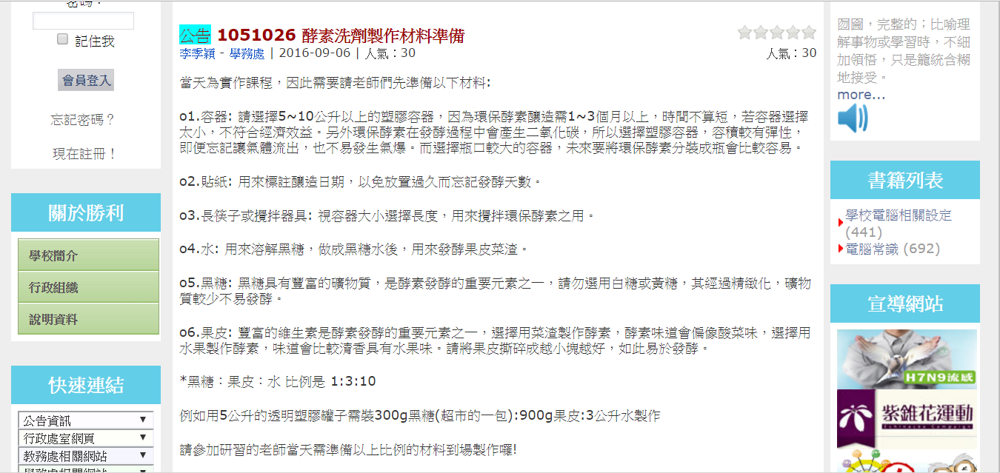 密碼：
記住我
會員登入
忘記密碼？
現在註冊！
關於勝利
學校簡介
行政組織
說明資料
快速連結
公告資訊
行政處室網頁
教務處相關網站
學務處相關網站
公告 1051026 酵素洗劑製作材料準備
李季穎 - 學務處 | 2016-09-06 | 人氣：30
人氣：30
當天為實作課程，因此需要請老師們先準備以下材料:
o1.容器: 請選擇5~10公升以上的塑膠容器，因為環保酵素釀造需1~3個月以上，時間不算短，若容器選擇
太小，不符合經濟效益。另外環保酵素在發酵過程中會產生二氧化碳，所以選擇塑膠容器，容積較有彈性，
即便忘記讓氣體流出，也不易發生氣爆。而選擇瓶口較大的容器，未來要將環保酵素分裝成瓶會比較容易。
o2.貼紙: 用來標註釀造日期，以免放置過久而忘記發酵天數。
o3.長筷子或攪拌器具: 視容器大小選擇長度，用來攪拌環保酵素之用。
o4.水: 用來溶解黑糖，做成黑糖水後，用來發酵果皮菜渣。
o5.黑糖: 黑糖具有豐富的礦物質，是酵素發酵的重要元素之一，請勿選用白糖或黃糖，其經過精緻化，礦物
質較少不易發酵。
o6.果皮: 豐富的維生素是酵素發酵的重要元素之一，選擇用菜渣製作酵素，酵素味道會偏像酸菜味，選擇用
水果製作酵素，味道會比較清香具有水果味。請將果皮撕碎成越小塊越好，如此易於發酵。
*黑糖：果皮：水 比例是 1:3:10
例如用5公升的透明塑膠罐子需裝300g黑糖(超市的一包):900g果皮:3公升水製作
請參加研習的老師當天需準備以上比例的材料到場製作囉!
囫圇，完整的；比喻理
解事物或學習時，不細
加領悟，只是籠統含糊
地接受。
more...
書籍列表
學校電腦相關設定
(441)
電腦常識 (692)
宣導網站
H7N9流感
紫錐花運動
Echinacea Campaign